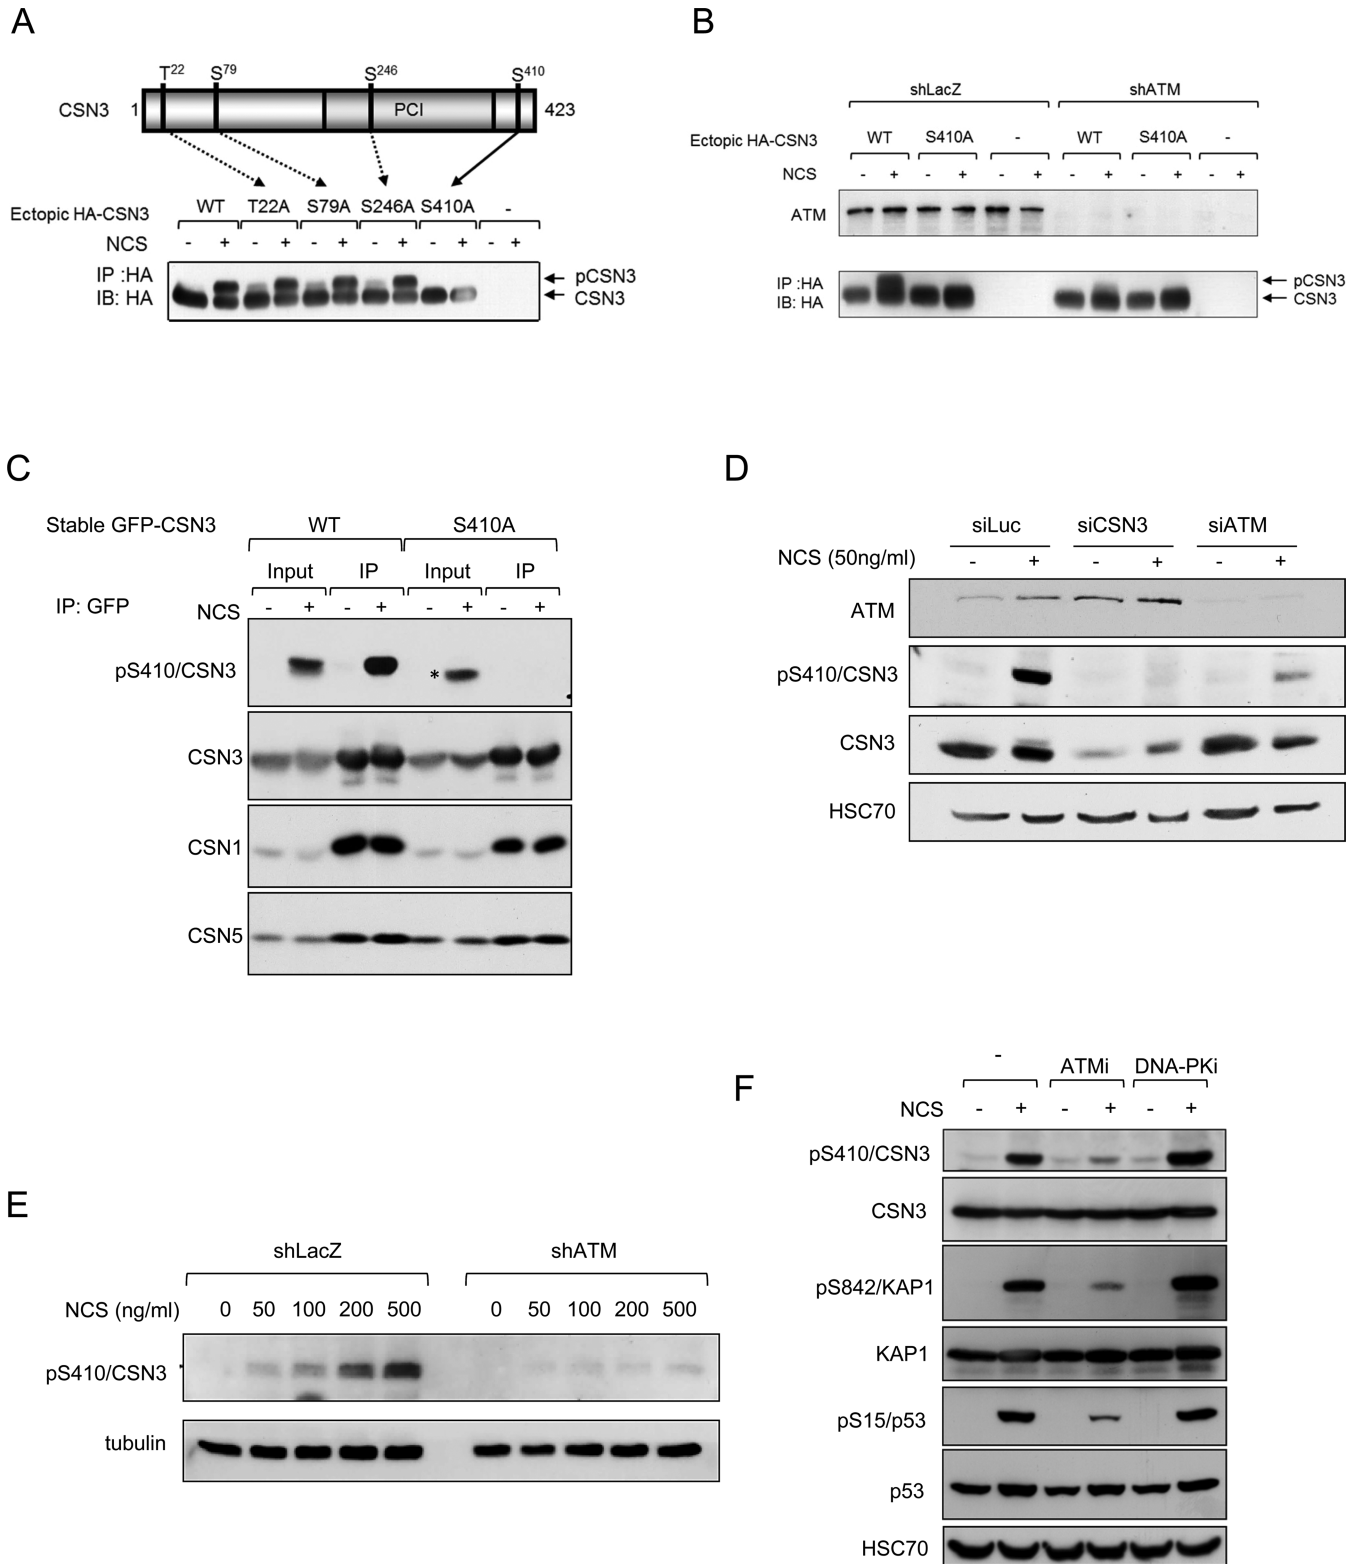 A
T22 S79 S246 S410
CSN3 1 PCI 423
Ectopic HA-CSN3 WT T22A S79A S246A S410A -
NCS - + - + - + - + - + - +
IP :HA
IB: HA
pCSN3
CSN3
B
shLacZ shATM
Ectopic HA-CSN3 WT S410A - WT S410A -
NCS - + - + - + - + - + - +
ATM
IP :HA
IB: HA
pCSN3
CSN3
C
Stable GFP-CSN3 WT S410A
Input IP Input IP
IP: GFP NCS - + - + - + - +
pS410/CSN3 *
CSN3
CSN1
CSN5
D
siLuc siCSN3 siATM
NCS (50ng/ml) - + - + - +
ATM
pS410/CSN3
CSN3
HSC70
E
shLacZ shATM
NCS (ng/ml) 0 50 100 200 500 0 50 100 200 500
pS410/CSN3
tubulin
F
- ATMi DNA-PKi
NCS - + - + - +
pS410/CSN3
CSN3
pS842/KAP1
KAP1
pS15/p53
p53
HSC70